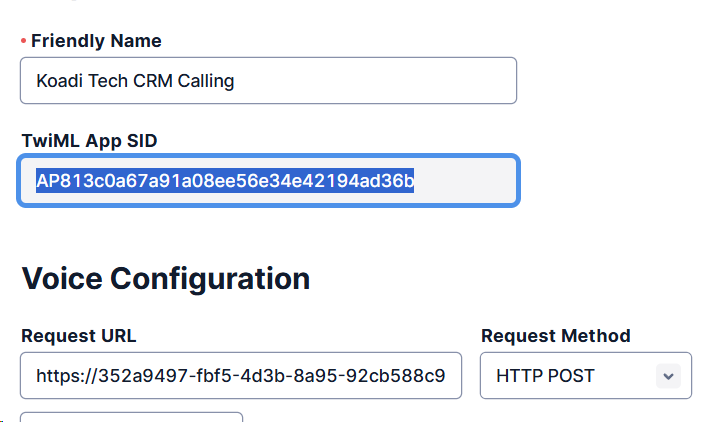 Friendly Name
Koadi Tech CRM Calling
TwiML App SID
AP813c0a67a91a08ee56e34e42194ad36b
Voice Configuration
Request URL
Request Method
https://352a9497-fbf5-4d3b-8a95-92cb588c9
HTTP POST